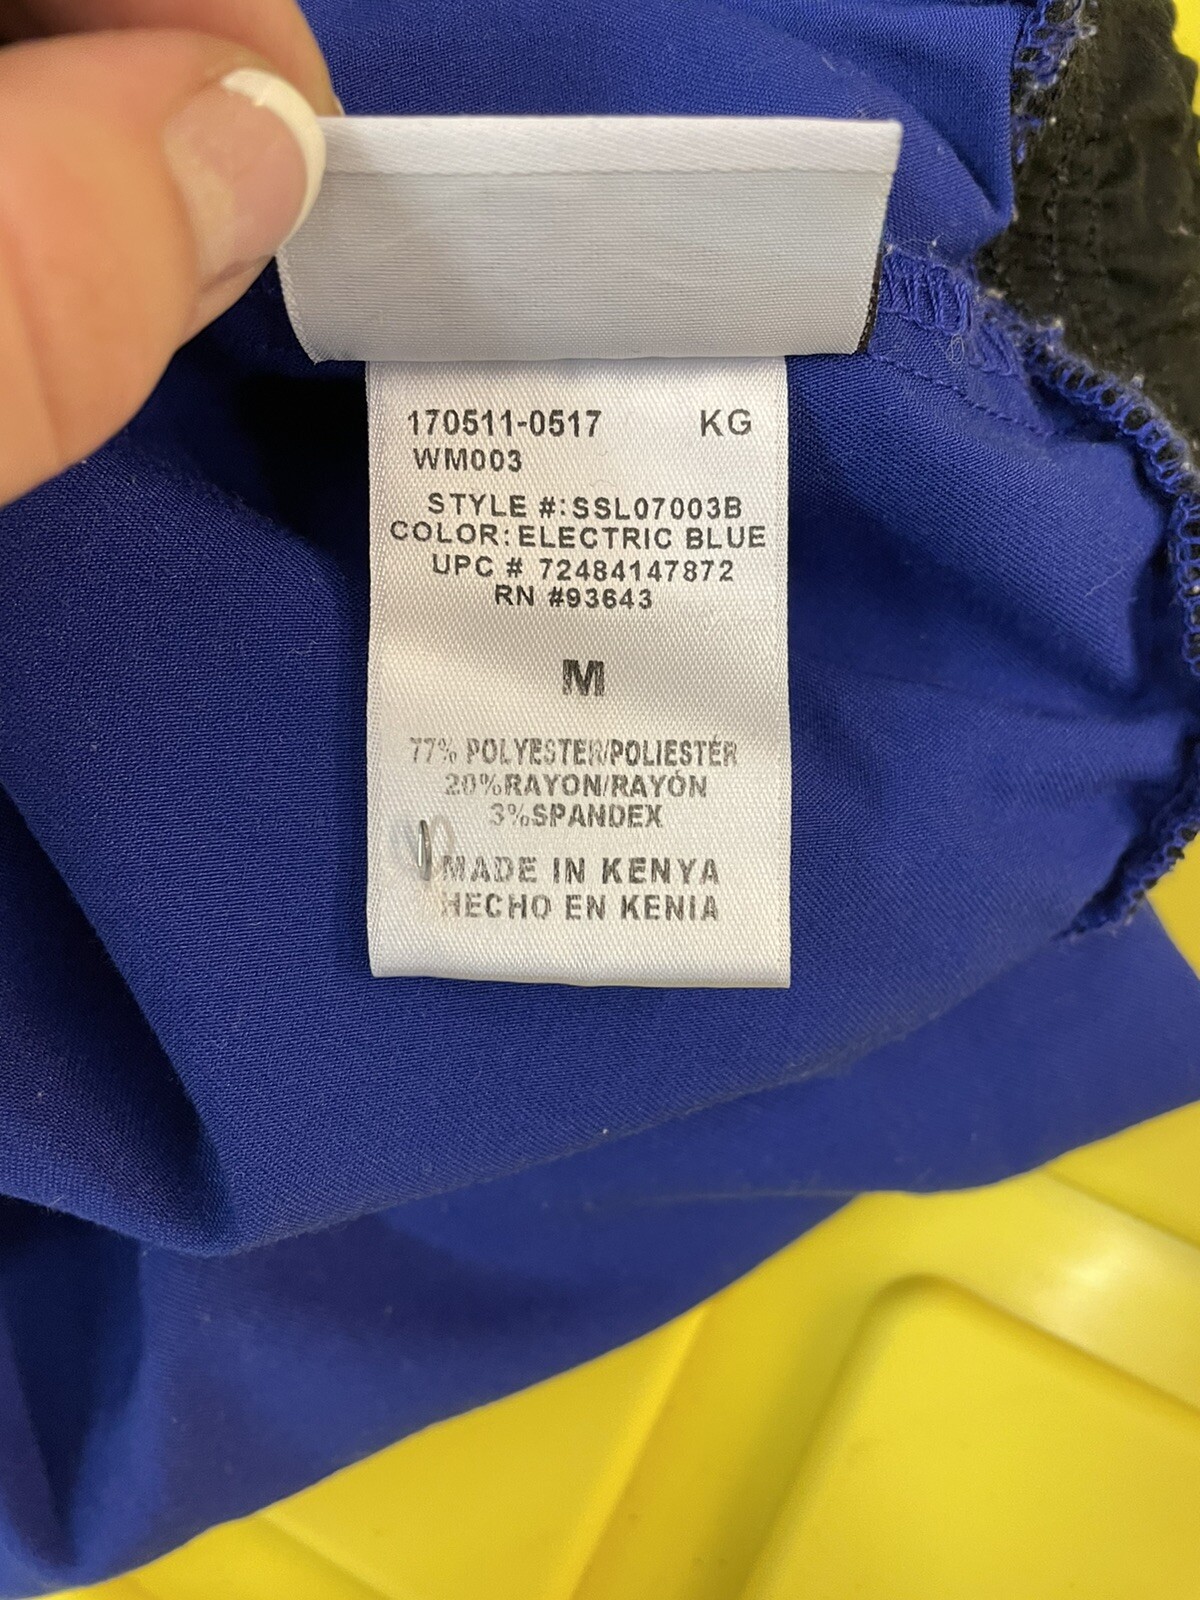 170511-0517 KG
WM003
STYLE #:SSL07003B
COLOR: ELECTRIC BLUE
UPC # 72484147872
RN #93643
M
77% POLYESTER/POLIESTÉR
20%RAYON/RAYÓN
3%SPANDEX
MADE IN KENYA
HECHO EN KENIA